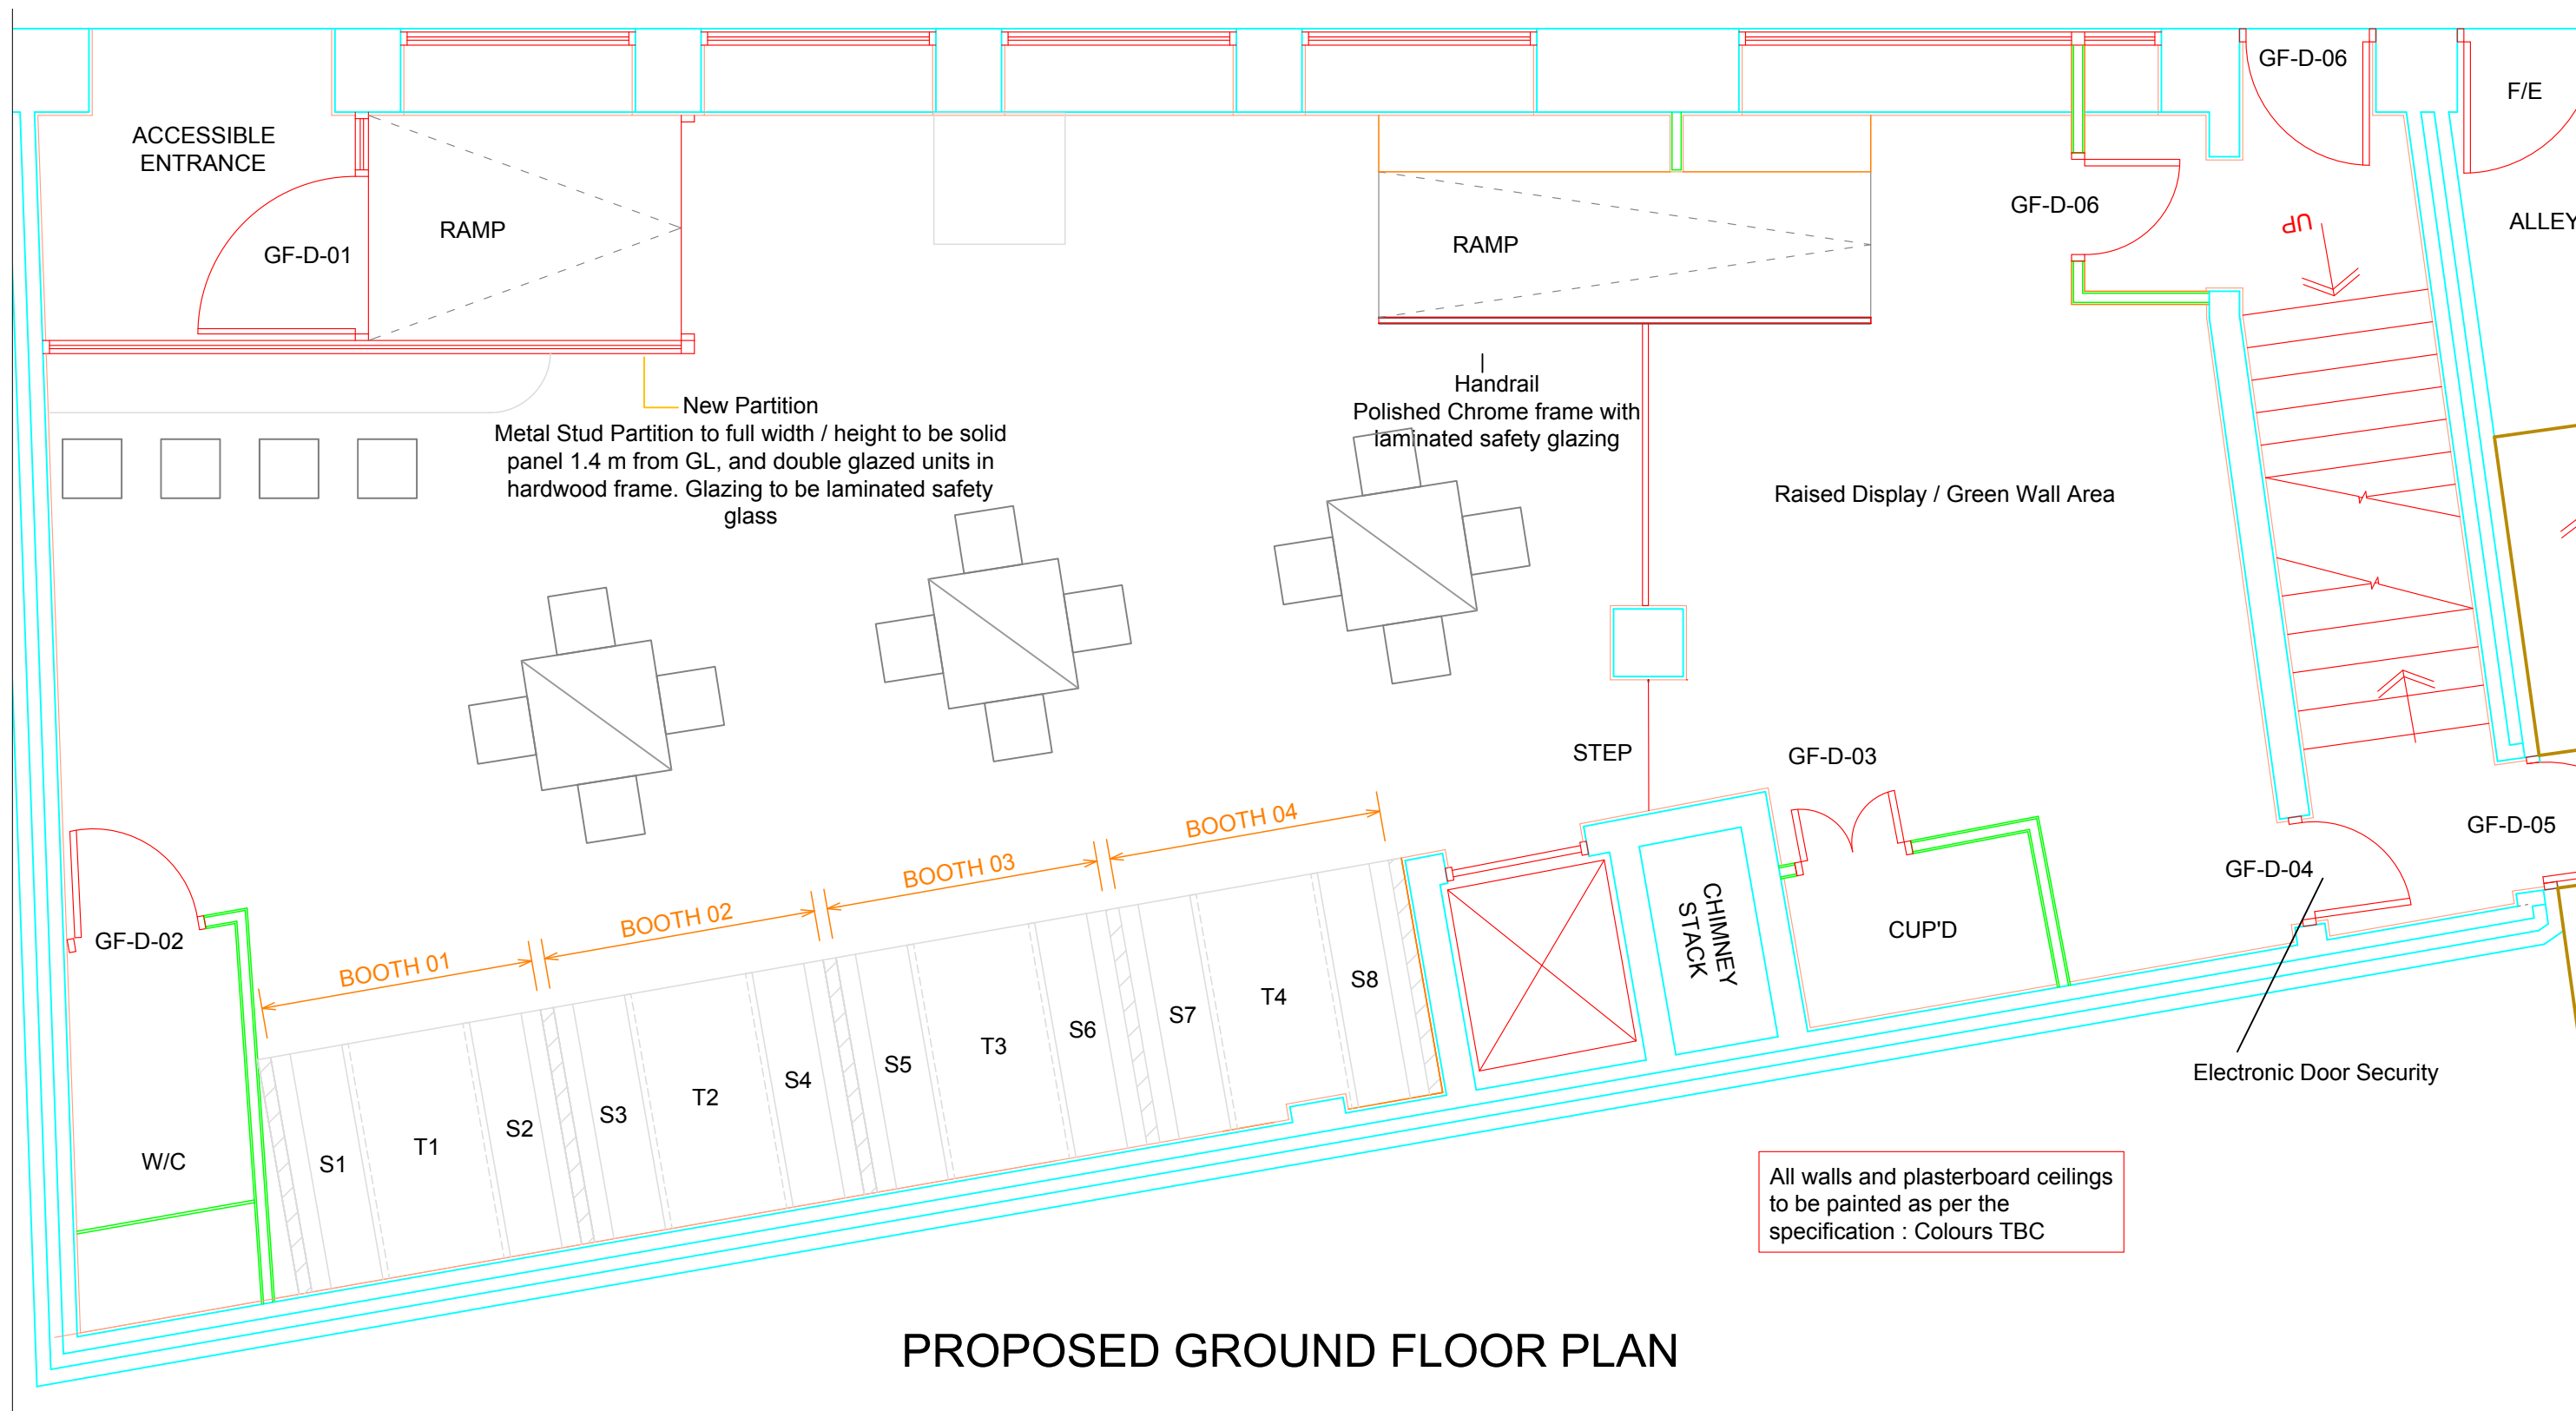 GF-D-06
F/E
ACCESSIBLE
ENTRANCE
GF-D-06
UP
ALLEY
RAMP
RAMP
GF-D-01
Handrail
Polished Chrome frame with
laminated safety glazing
New Partition
Metal Stud Partition to full width / height to be solid
panel 1.4 m from GL, and double glazed units in
hardwood frame. Glazing to be laminated safety
glass
Raised Display / Green Wall Area
STEP
GF-D-03
GF-D-05
GF-D-04
BOOTH 04
BOOTH 03
BOOTH 02
BOOTH 01
GF-D-02
CHIMNEY
STACK
CUP'D
W/C
S1
T1
S2
S3
T2
S4
S5
T3
S6
S7
T4
S8
Electronic Door Security
All walls and plasterboard ceilings
to be painted as per the
specification : Colours TBC
PROPOSED GROUND FLOOR PLAN